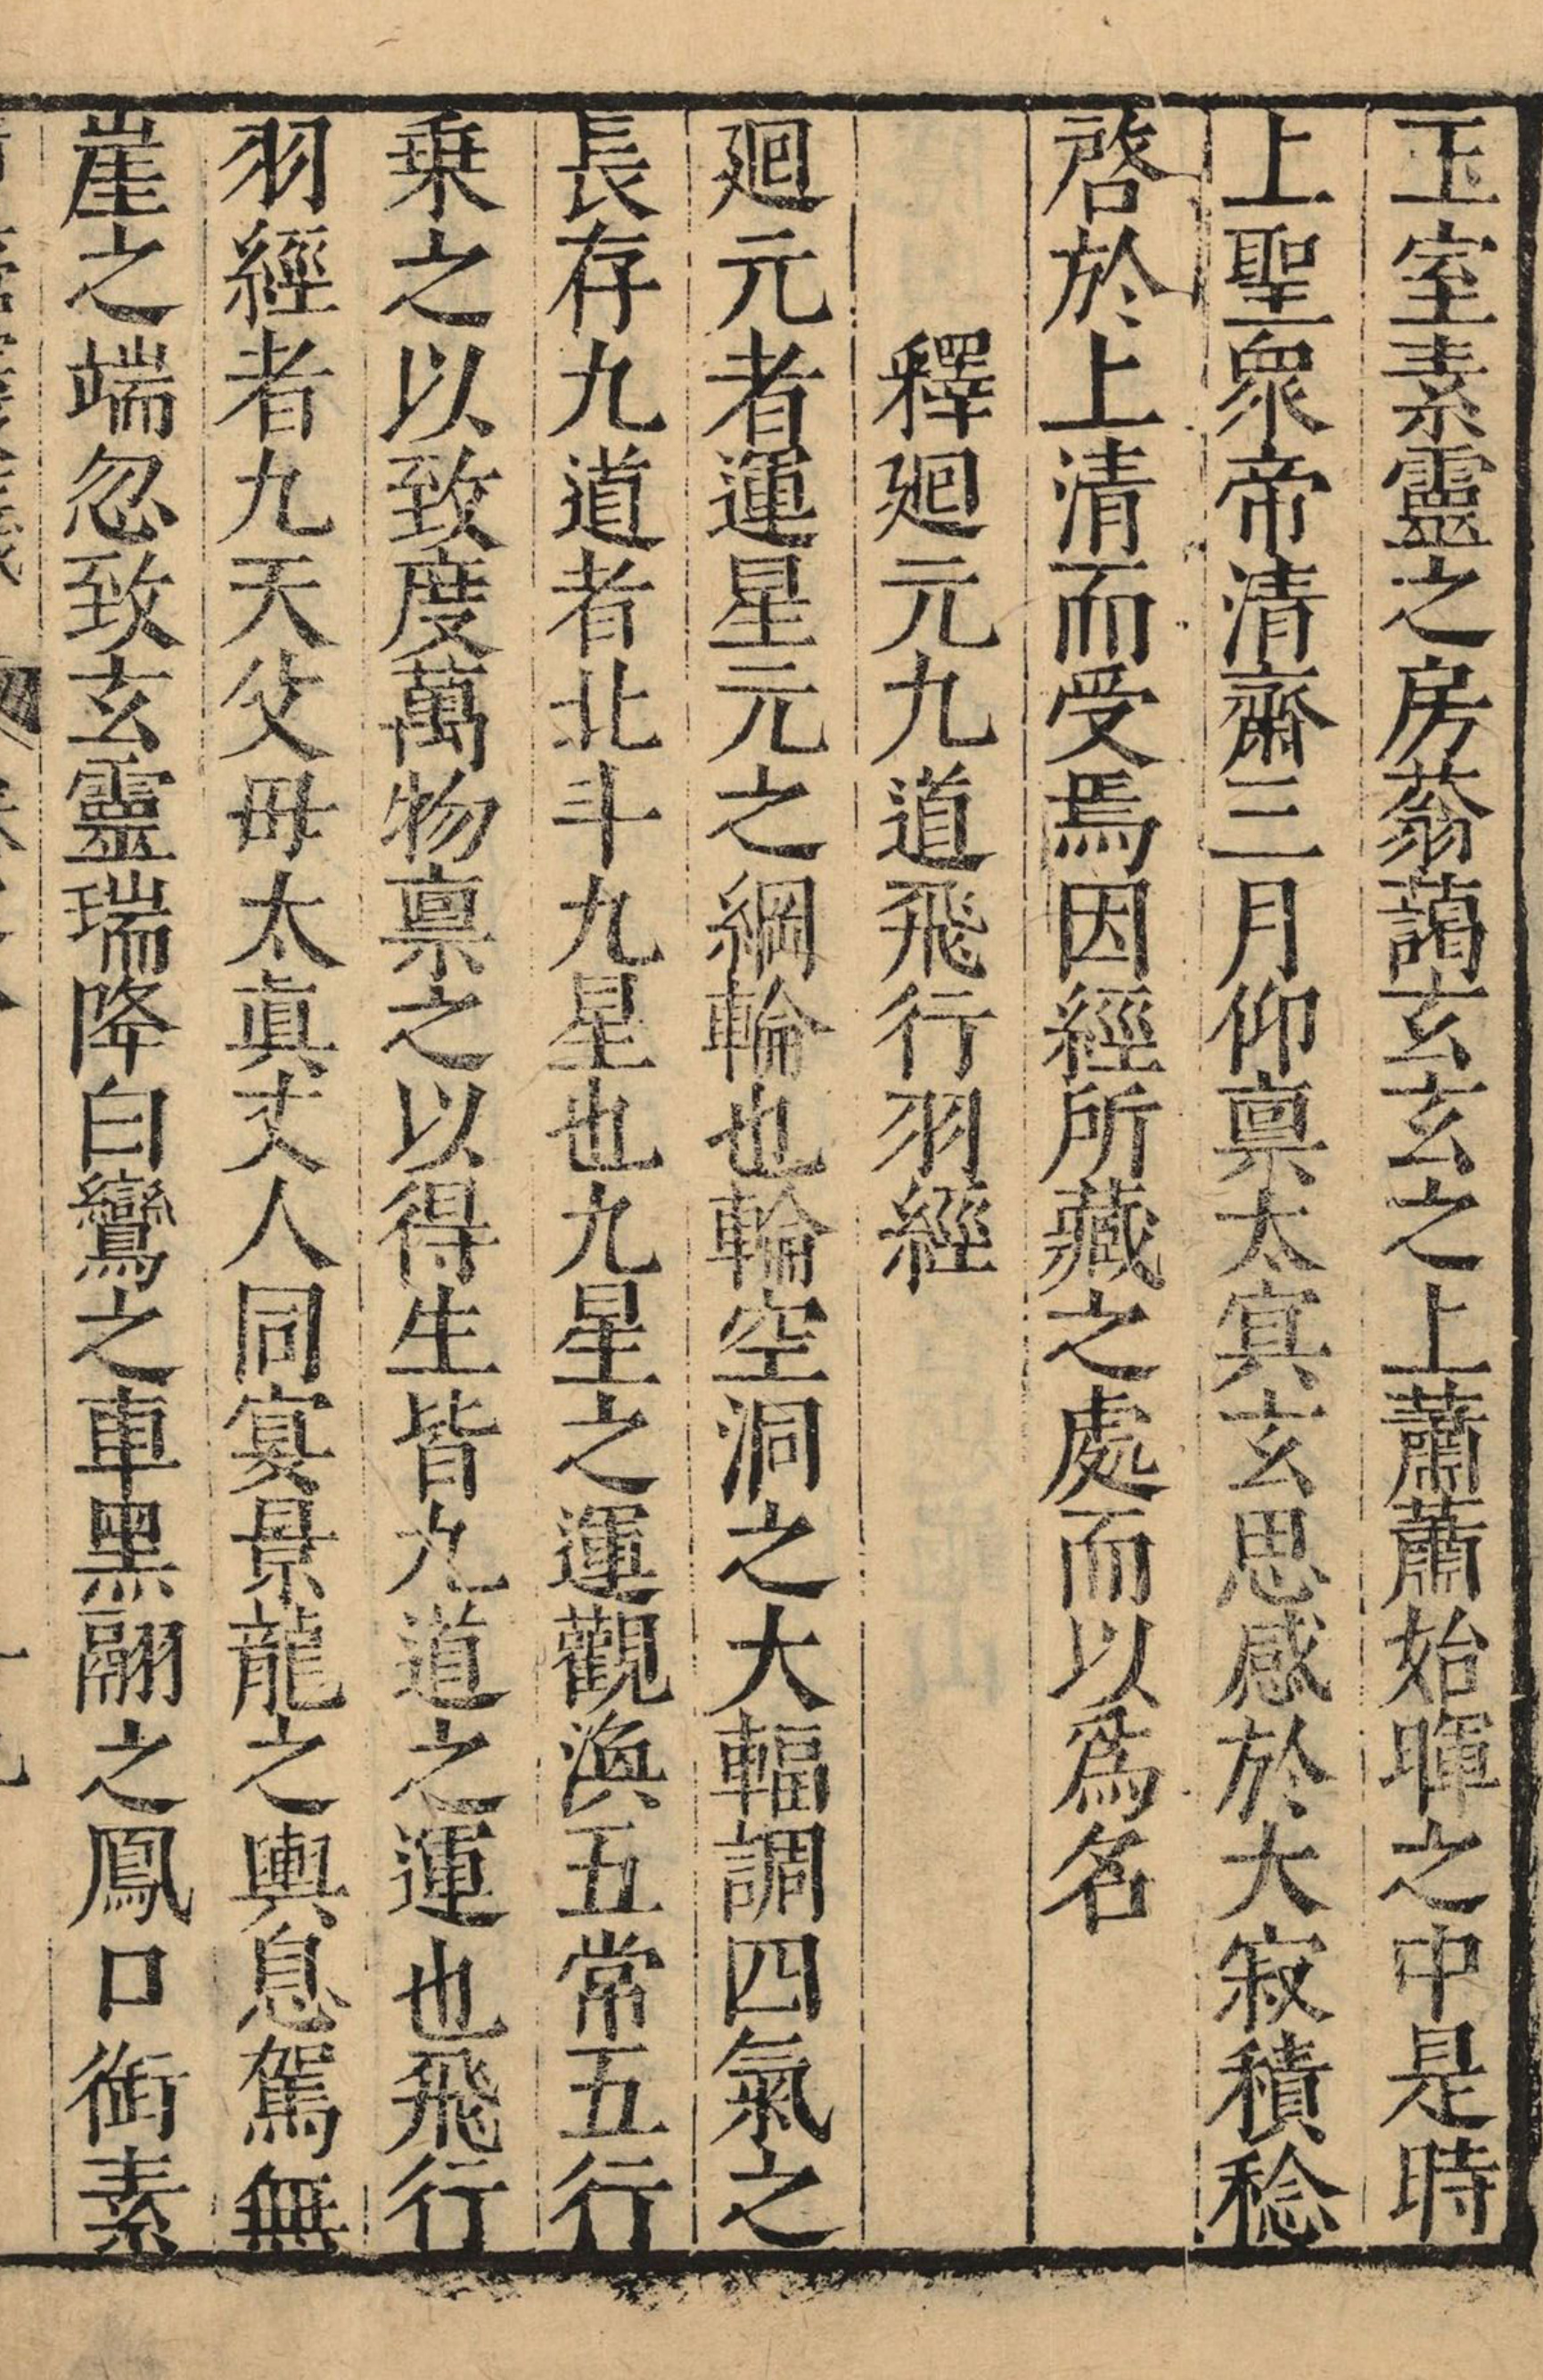 玉室素靈之房蓊藹玄玄之上蕭蕭始暉之中是時
上聖衆帝清齋三月仰禀太冥玄思感於大寂積稔
啓於上清而受焉因經所藏之處而以爲名
釋廻元九道飛行羽經
廻元者運星元之綱輪也輪空洞之大輻調四氣之
長存九道者北斗九星也九星之運觀渙五常五行
乗之以致度萬物禀之以得生皆九道之運也飛行
羽經者九天父母太眞丈人同宴景龍之輿息駕無
崖之端忽致玄靈瑞降白鸞之車黑翮之鳳口銜素